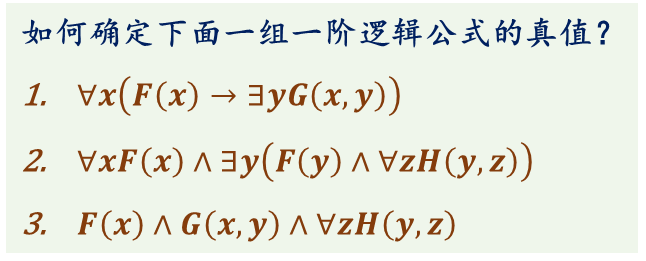 如何确定下面一组一阶逻辑公式的真值？
1. ∀x(F(x) → ∃yG(x, y))
2. ∀xF(x) ∧ ∃y(F(y) ∧ ∀zH(y, z))
3. F(x) ∧ G(x, y) ∧ ∀zH(y, z)